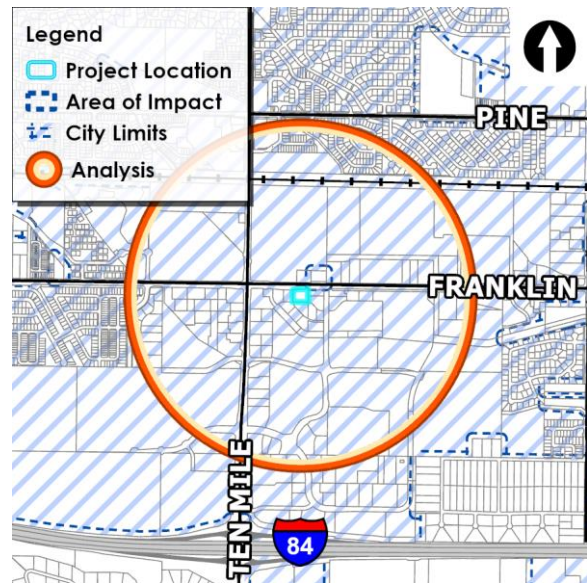 Legend
Project Location
Area of Impact
City Limits
Analysis
PINE
FRANKLIN
TEN MILE
84